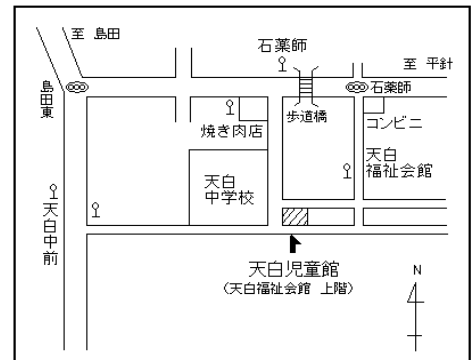 至 島田
石薬師
至 平針
島田東
石薬師
歩道橋
コンビニ
焼き肉店
天白
福祉会館
天白
中学校
天白中前
天白児童館
(天白福祉会館 上階)
N